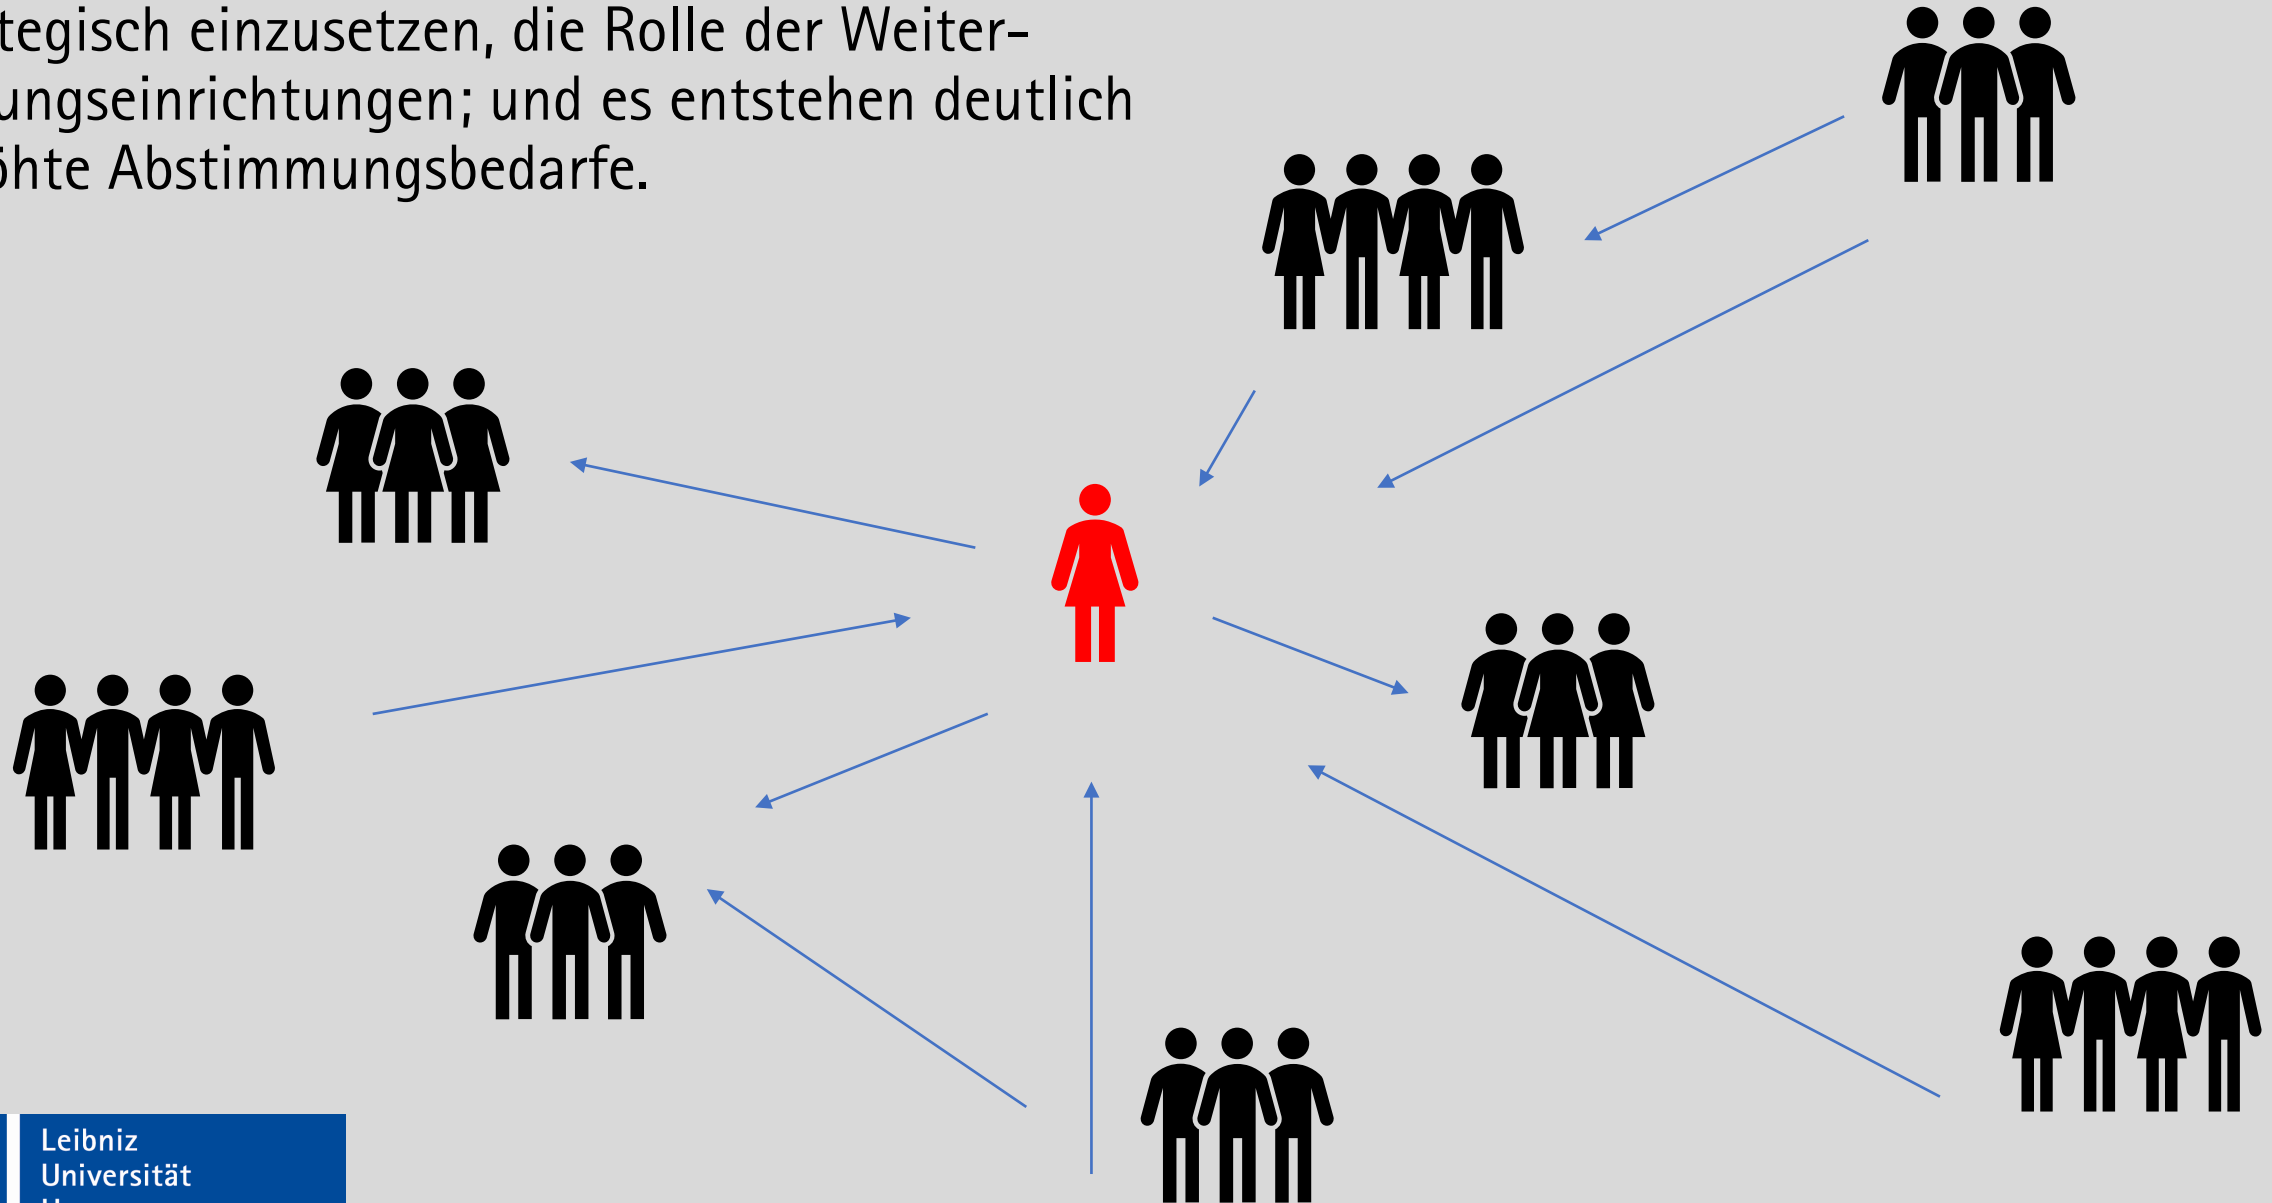 tegisch einzusetzen, die Rolle der Weiter-
ungseinrichtungen; und es entstehen deutlich
öhte Abstimmungsbedarfe.
Leibniz
Universität